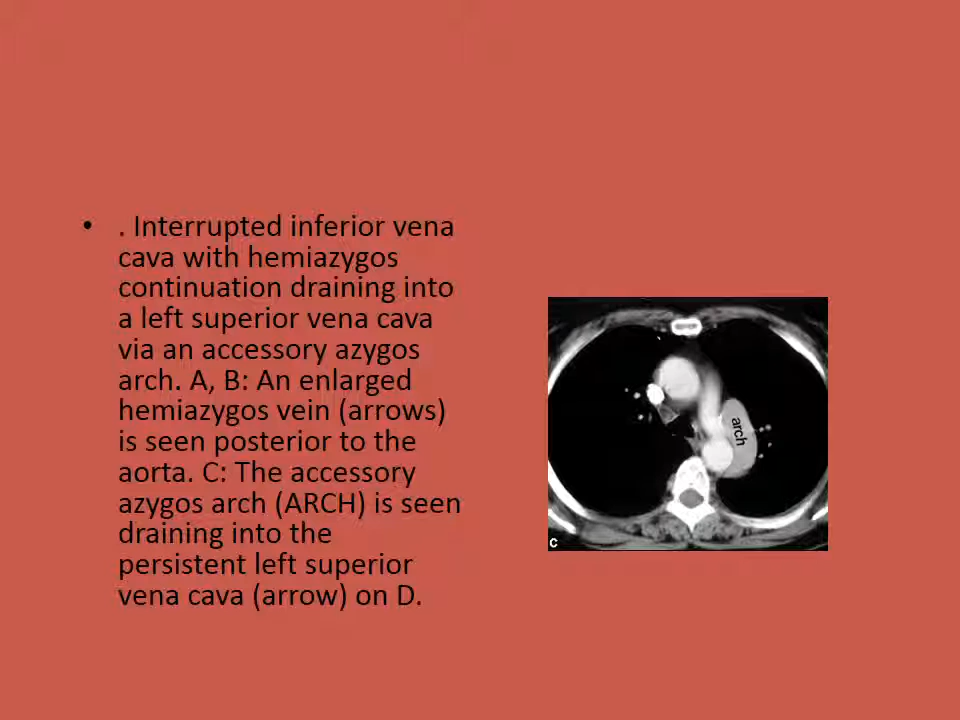 • . Interrupted inferior vena
cava with hemiazygos
continuation draining into
a left superior vena cava
via an accessory azygos
arch. A, B: An enlarged
hemiazygos vein (arrows)
is seen posterior to the
aorta. C: The accessory
azygos arch (ARCH) is seen
draining into the
persistent left superior
vena cava (arrow) on D.
arch
C